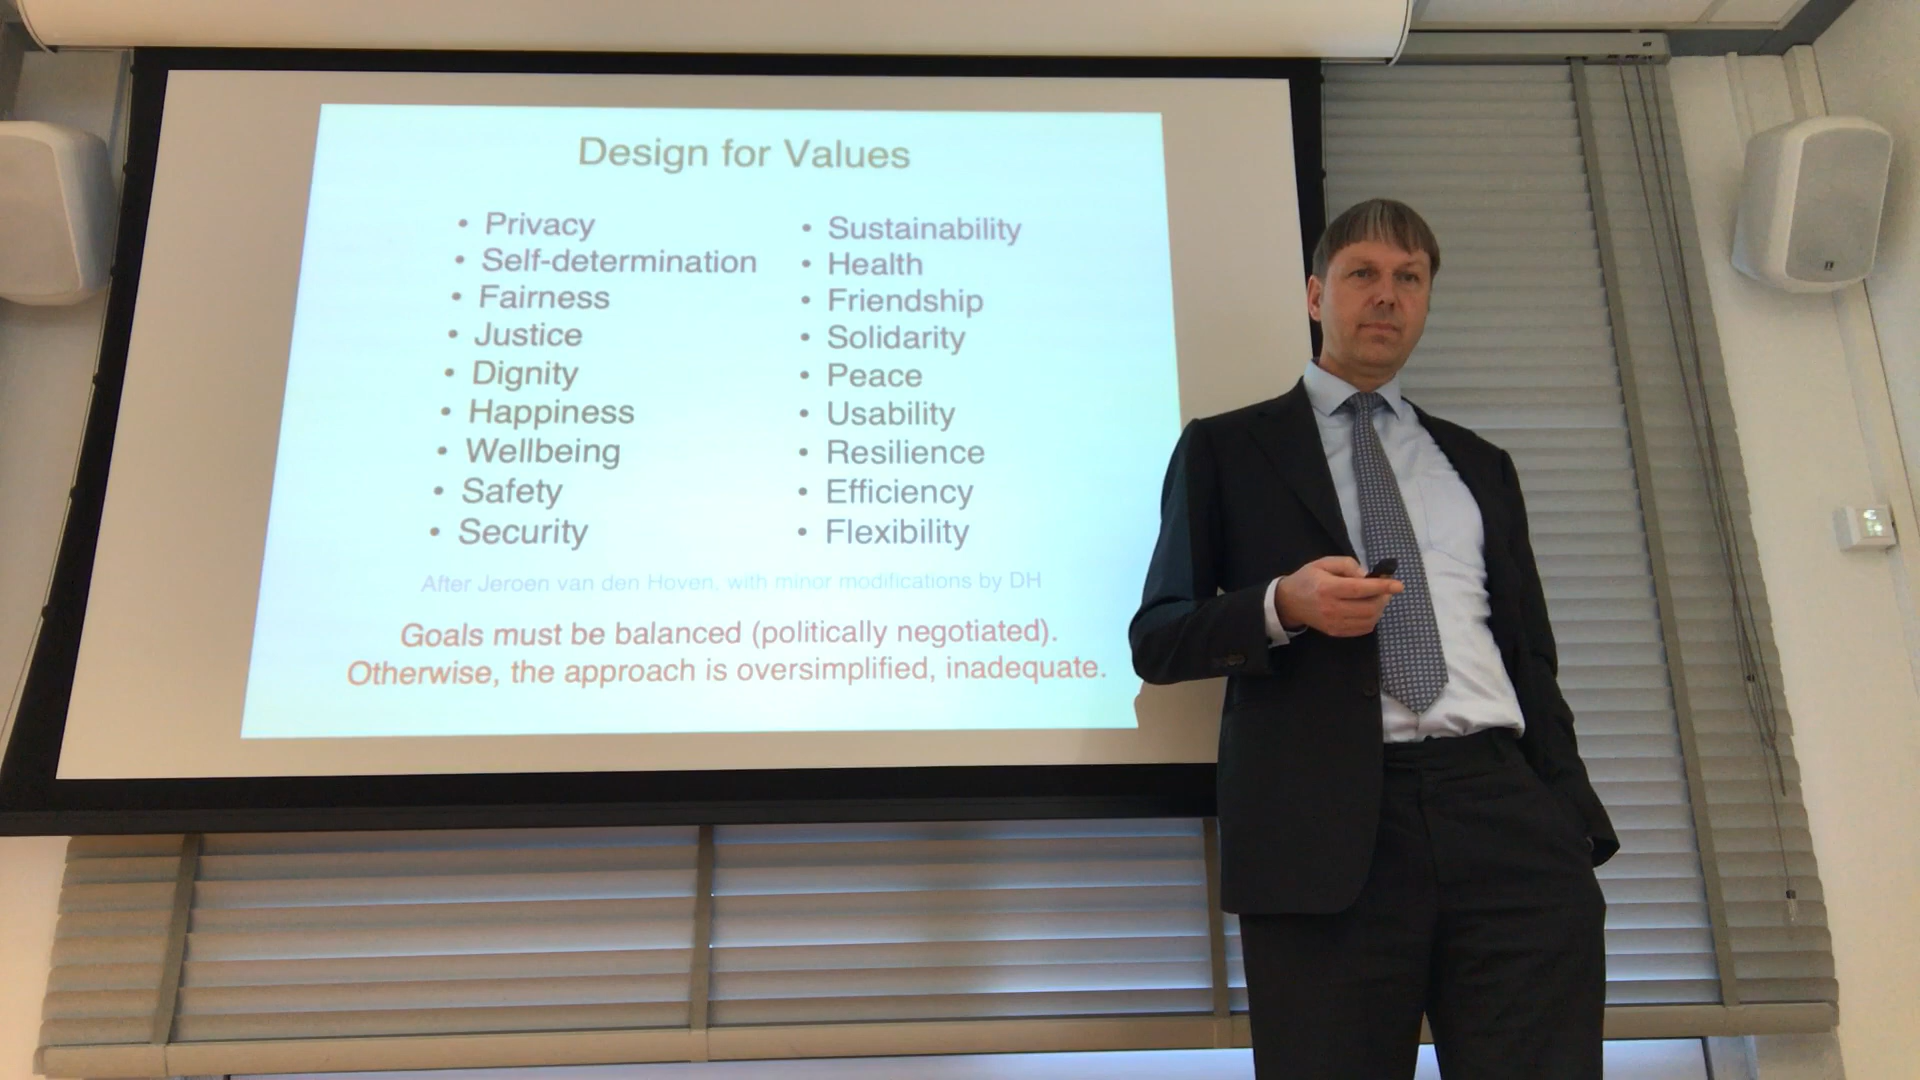 Design for Values
• Privacy
• Self-determination
• Fairness
• Justice
• Dignity
• Happiness
• Wellbeing
• Safety
• Security
• Sustainability
• Health
• Friendship
• Solidarity
• Peace
• Usability
• Resilience
• Efficiency
• Flexibility
After Jeroen van den Hoven, with minor modifications by DH
Goals must be balanced (politically negotiated).
Otherwise, the approach is oversimplified, inadequate.